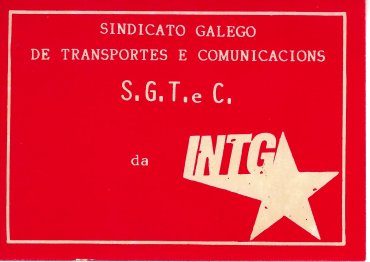 SINDICATO GALEGO
DE TRANSPORTES E COMUNICACIONS
S.G.T.e C.
da
INTG